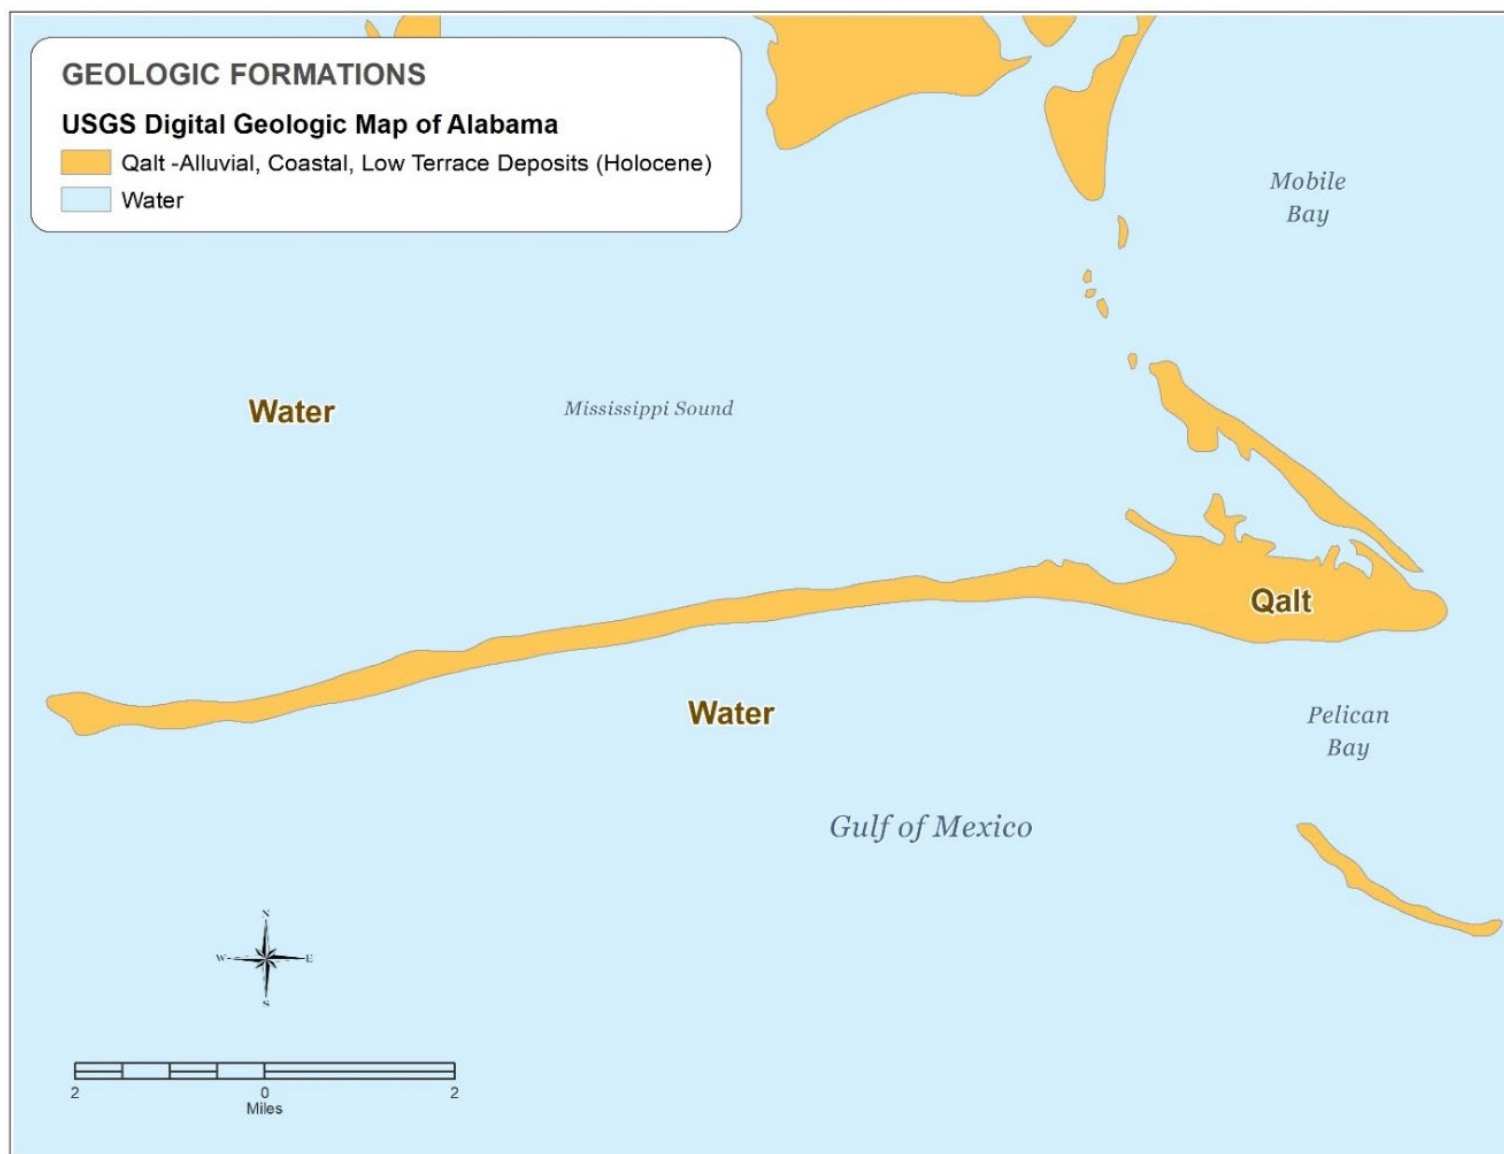 GEOLOGIC FORMATIONS
USGS Digital Geologic Map of Alabama
Qalt -Alluvial, Coastal, Low Terrace Deposits (Holocene)
Water
Mobile
Bay
Water
Mississippi Sound
Qalt
Water
Pelican
Bay
Gulf of Mexico
N
W
E
S
2
0
2
Miles